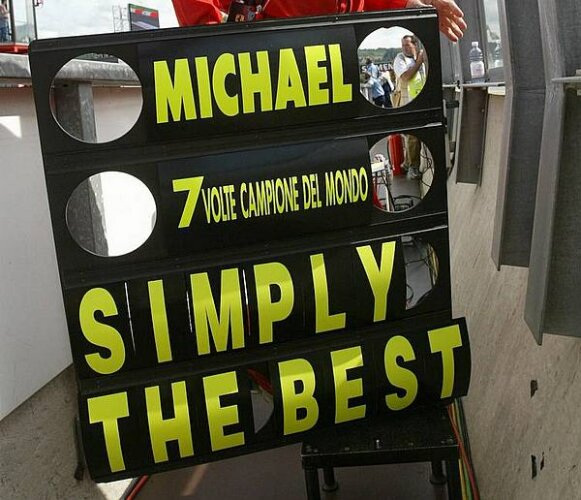 MICHAEL
7 VOLTE CAMPIONE DEL MONDO
SIMPLY
THE BEST